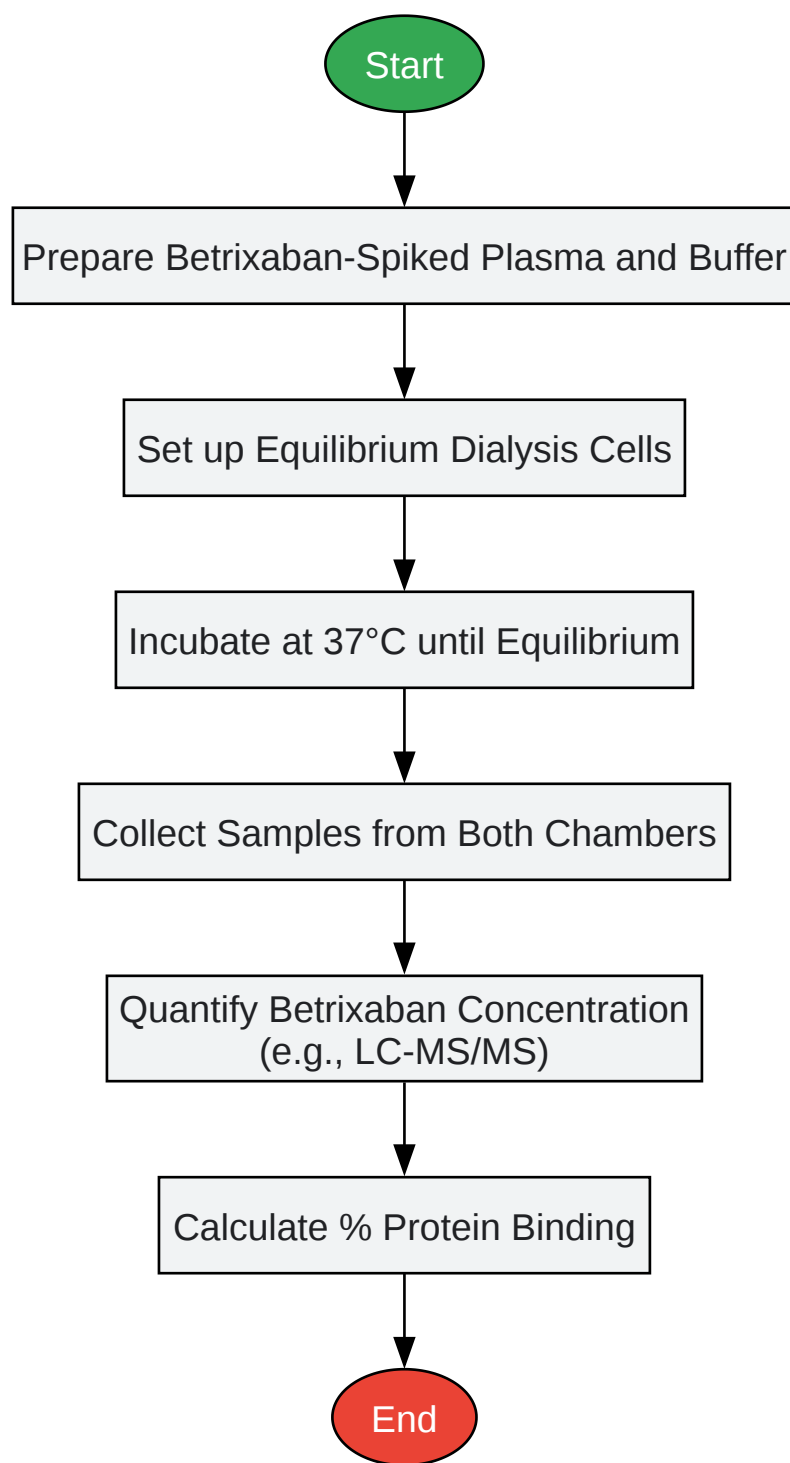 Start
Prepare Betrixaban-Spiked Plasma and Buffer
Set up Equilibrium Dialysis Cells
Incubate at 37°C until Equilibrium
Collect Samples from Both Chambers
Quantify Betrixaban Concentration
(e.g., LC-MS/MS)
Calculate % Protein Binding
End